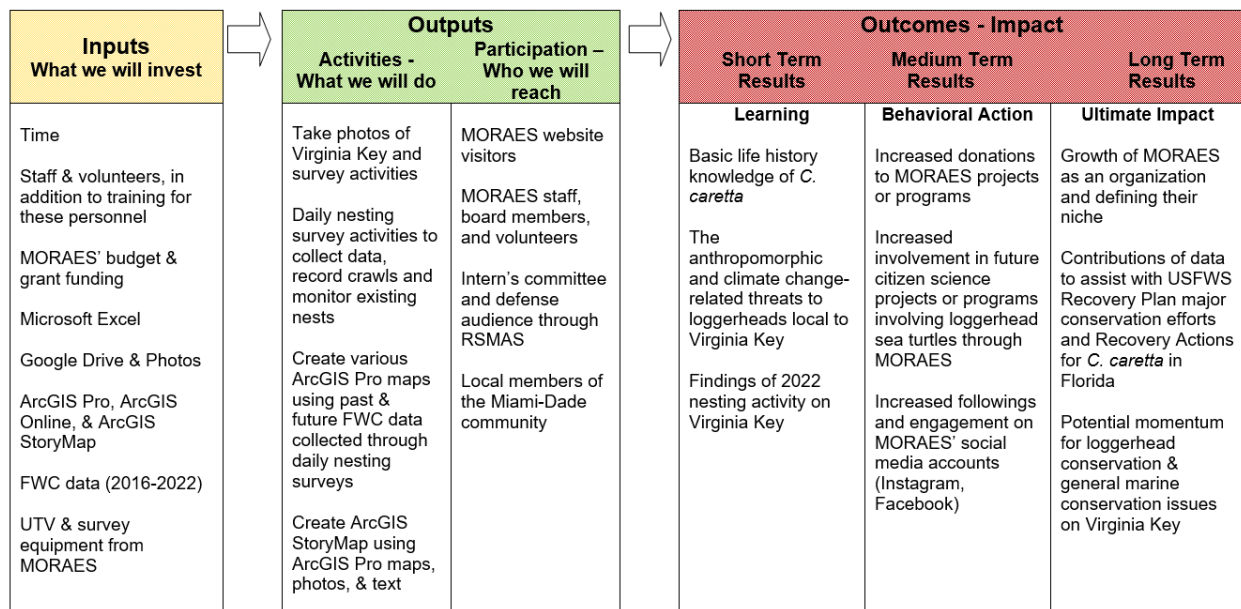 Inputs
What we will invest
Time
Staff & volunteers, in
addition to training for
these personnel
MORAES' budget &
grant funding
Microsoft Excel
Google Drive & Photos
ArcGIS Pro, ArcGIS
Online, & ArcGIS
StoryMap
FWC data (2016-2022)
UTV & survey
equipment from
MORAES
Outputs
Activities -
What we will do
Take photos of
Virginia Key and
survey activities
Daily nesting
survey activities to
collect data,
record crawls and
monitor existing
nests
Create various
ArcGIS Pro maps
using past &
future FWC data
collected through
daily nesting
surveys
Create ArcGIS
StoryMap using
ArcGIS Pro maps,
photos, & text
Participation –
Who we will
reach
MORAES website
visitors
MORAES staff,
board members,
and volunteers
Intern's committee
and defense
audience through
RSMAS
Local members of
the Miami-Dade
community
Outcomes - Impact
Short Term
Results
Learning
Basic life history
knowledge of C.
caretta
The
anthropomorphic
and climate change-
related threats to
loggerheads local to
Virginia Key
Findings of 2022
nesting activity on
Virginia Key
Medium Term
Results
Behavioral Action
Increased donations
to MORAES projects
or programs
Increased
involvement in future
citizen science
projects or programs
involving loggerhead
sea turtles through
MORAES
Increased followings
and engagement on
MORAES' social
media accounts
(Instagram,
Facebook)
Long Term
Results
Ultimate Impact
Growth of MORAES
as an organization
and defining their
niche
Contributions of data
to assist with USFWS
Recovery Plan major
conservation efforts
and Recovery Actions
for C. caretta in
Florida
Potential momentum
for loggerhead
conservation &
general marine
conservation issues
on Virginia Key